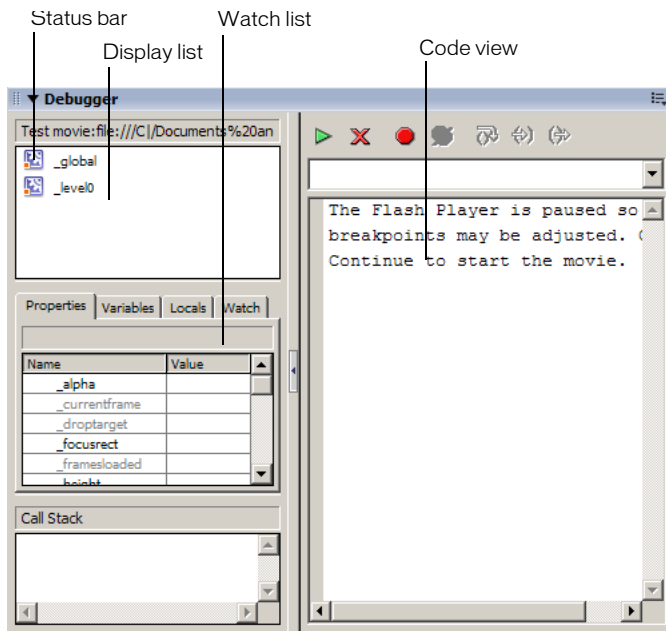 Status bar
Watch list
Display list
Code view
Debugger
Test movie:file:///C|/Documents%20an
_global
_level0
The Flash Player is paused so
breakpoints may be adjusted.
Continue to start the movie.
Properties
Variables
Locals
Watch
Name
Value
_alpha
_currentframe
_droptarget
_focusrect
_framesloaded
_height
Call Stack